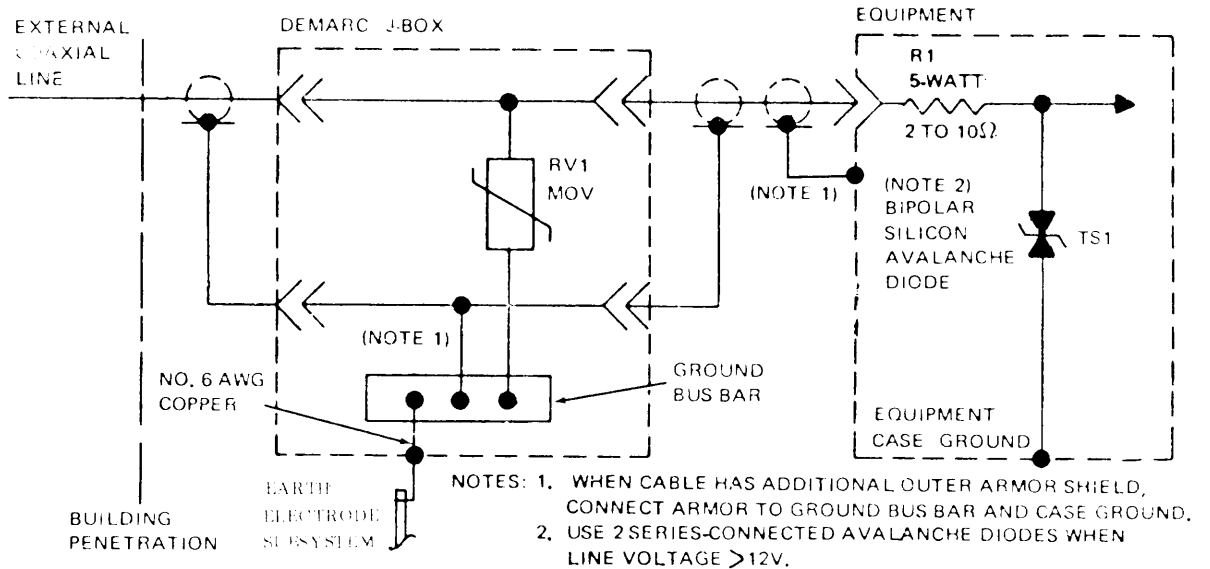 EXTERNAL
COAXIAL
LINE
DEMARC J-BOX
EQUIPMENT
R1
5-WATT
2 TO 10Ω
RV1
MOV
(NOTE 1)
(NOTE 2)
BIPOLAR
SILICON
AVALANCHE
DIODE
TS1
(NOTE 1)
NO. 6 AWG
COPPER
GROUND
BUS BAR
EQUIPMENT
CASE GROUND
EARTH
ELECTRODE
SUBSYSTEM
BUILDING
PENETRATION
NOTES: 1. WHEN CABLE HAS ADDITIONAL OUTER ARMOR SHIELD,
CONNECT ARMOR TO GROUND BUS BAR AND CASE GROUND.
2. USE 2 SERIES-CONNECTED AVALANCHE DIODES WHEN
LINE VOLTAGE >12V.